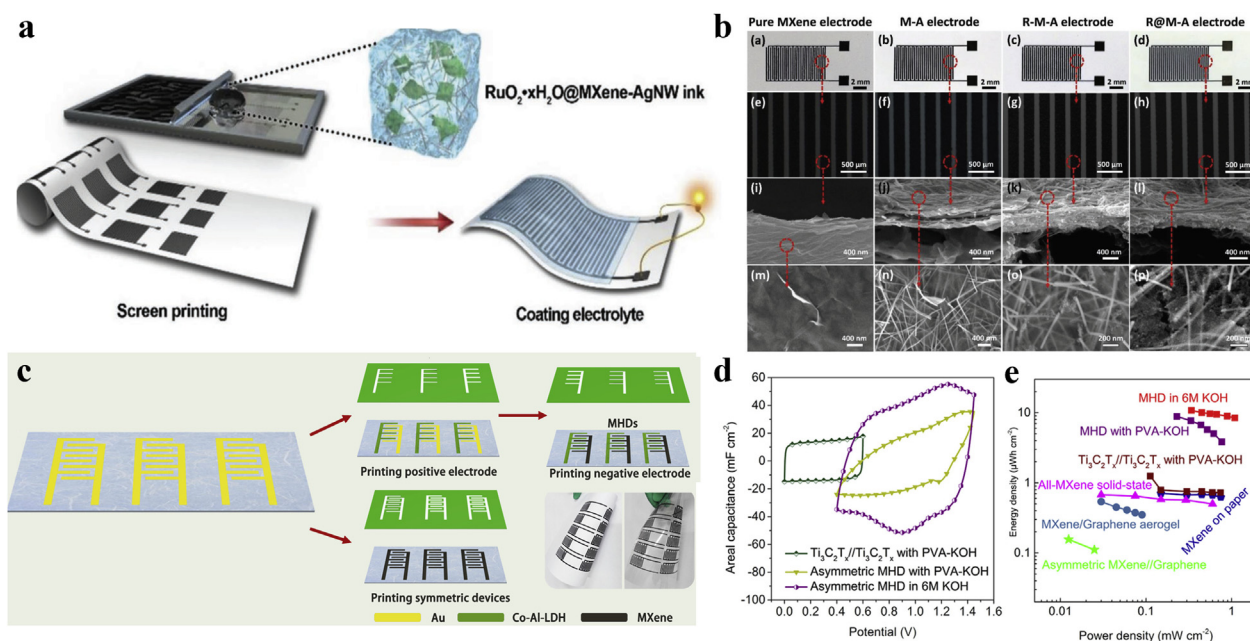 a
RuO₂•xH₂O@MXene-AgNW ink
Screen printing
Coating electrolyte
b
Pure MXene electrode
M-A electrode
R-M-A electrode
R@M-A electrode
(a)
2 mm
(b)
2 mm
(c)
2 mm
(d)
2 mm
(e)
500 µm
(f)
500 µm
(g)
500 µm
(h)
500 µm
(i)
400 nm
(j)
400 nm
(k)
400 nm
(l)
400 nm
(m)
400 nm
(n)
400 nm
(o)
200 nm
(p)
200 nm
c
Printing positive electrode
MHDs
Printing negative electrode
Printing symmetric devices
Au
Co-Al-LDH
MXene
d
Areal capacitance (mF cm⁻²)
60
40
20
0
-20
-40
-60
-80
-100
Ti₃C₂Tₓ//Ti₃C₂Tₓ with PVA-KOH
Asymmetric MHD with PVA-KOH
Asymmetric MHD in 6M KOH
0.0 0.2 0.4 0.6 0.8 1.0 1.2 1.4 1.6
Potential (V)
e
Energy density (µWh cm⁻²)
10
1
0.1
MHD in 6M KOH
MHD with PVA-KOH
Ti₃C₂Tₓ//Ti₃C₂Tₓ with PVA-KOH
All-MXene solid-state
MXene on paper
MXene/Graphene aerogel
Asymmetric MXene//Graphene
0.01 0.1 1
Power density (mW cm⁻²)